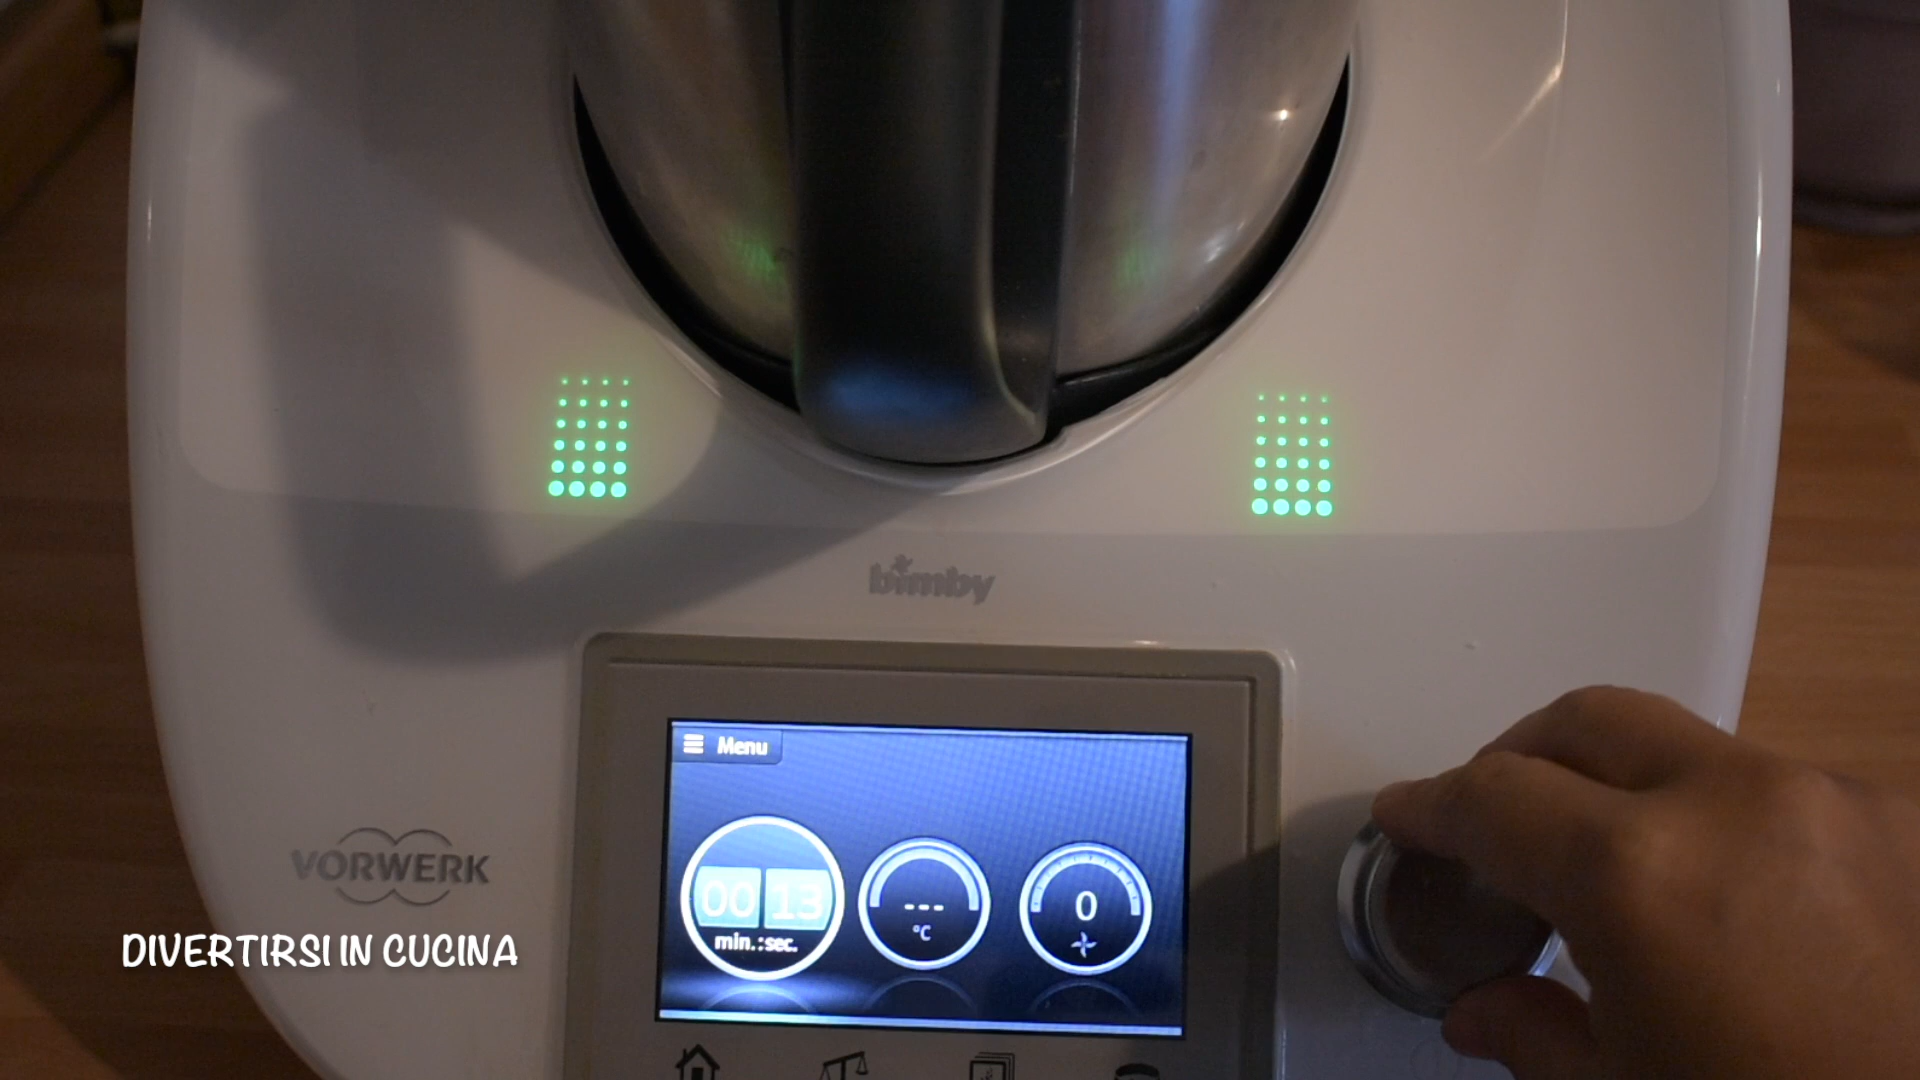 bimby
Menu
00 13
min.:sec.
---
°C
0
VORWERK
DIVERTIRSI IN CUCINA